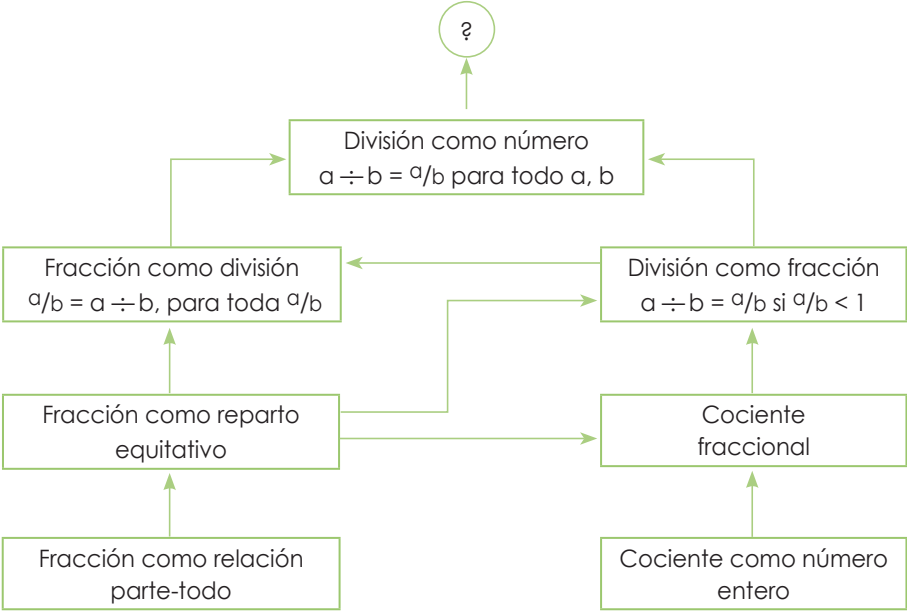 ?
División como número
a ÷ b = a/b para todo a, b
Fracción como división
a/b = a ÷ b, para toda a/b
División como fracción
a ÷ b = a/b si a/b < 1
Fracción como reparto
equitativo
Cociente
fraccional
Fracción como relación
parte-todo
Cociente como número
entero